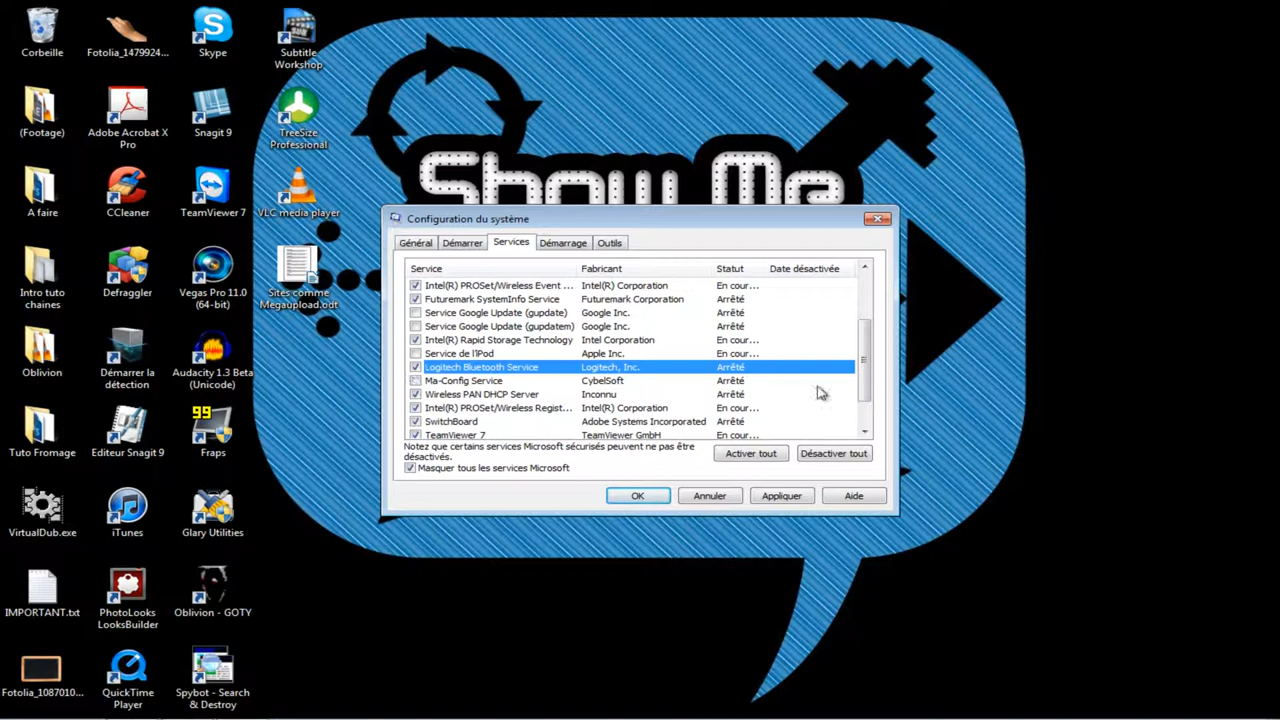 Corbeille
Fotolia_1479924...
Skype
Subtitle
Workshop
(Footage)
Adobe Acrobat X
Pro
Snagit 9
TreeSize
Professional
A faire
CCleaner
TeamViewer 7
VLC media player
Intro tuto
chaines
Defraggler
Vegas Pro 11.0
(64-bit)
Sites comme
Megaupload.odt
Oblivion
Démarrer la
détection
Audacity 1.3 Beta
(Unicode)
Tuto Fromage
Editeur Snagit 9
99
Fraps
VirtualDub.exe
iTunes
Glary Utilities
IMPORTANT.txt
PhotoLooks
LooksBuilder
Oblivion - GOTY
Fotolia_1087010...
QuickTime
Player
Spybot - Search
& Destroy
Show Me
Configuration du système
Général Démarrer Services Démarrage Outils
Service Fabricant Statut Date désactivée
Intel(R) PROSet/Wireless Event ... Intel(R) Corporation En cour...
Futuremark SystemInfo Service Futuremark Corporation Arrêté
Service Google Update (gupdate) Google Inc. Arrêté
Service Google Update (gupdatem) Google Inc. Arrêté
Intel(R) Rapid Storage Technology Intel Corporation En cour...
Service de l'iPod Apple Inc. En cour...
Logitech Bluetooth Service Logitech, Inc. Arrêté
Ma-Config Service CybelSoft Arrêté
Wireless PAN DHCP Server Inconnu Arrêté
Intel(R) PROSet/Wireless Regist... Intel(R) Corporation En cour...
SwitchBoard Adobe Systems Incorporated Arrêté
TeamViewer 7 TeamViewer GmbH En cour...
Notez que certains services Microsoft sécurisés peuvent ne pas être
désactivés.
Activer tout Désactiver tout
Masquer tous les services Microsoft
OK Annuler Appliquer Aide